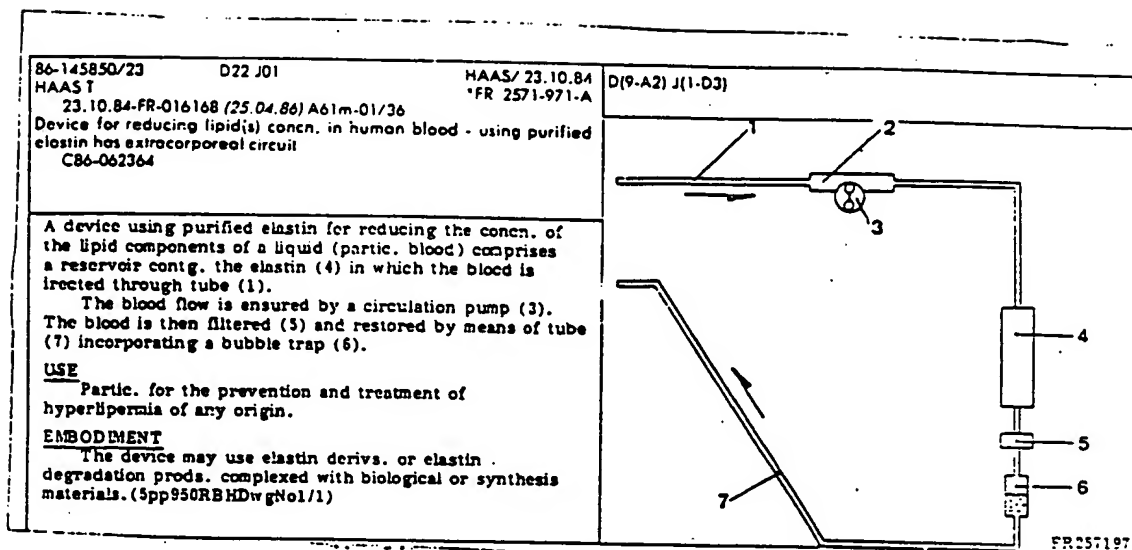 86-145850/23 D22 J01 HAAS/ 23.10.84
HAAS T *FR 2571-971-A
23.10.84-FR-016168 (25.04.86) A61m-01/36
Device for reducing lipid(s) concn. in human blood - using purified
elastin has extracorporeal circuit
C86-062364
D(9-A2) J(1-D3)
A device using purified elastin for reducing the concn. of
the lipid components of a liquid (partic. blood) comprises
a reservoir contg. the elastin (4) in which the blood is
irected through tube (1).
The blood flow is ensured by a circulation pump (3).
The blood is then filtered (5) and restored by means of tube
(7) incorporating a bubble trap (6).
USE
Partic. for the prevention and treatment of
hyperlipermia of any origin.
EMBODIMENT
The device may use elastin derivs. or elastin
degradation prods. complexed with biological or synthesis
materials.(5pp950RBHDwgNo1/1)
1
2
3
4
5
6
7
FR257197